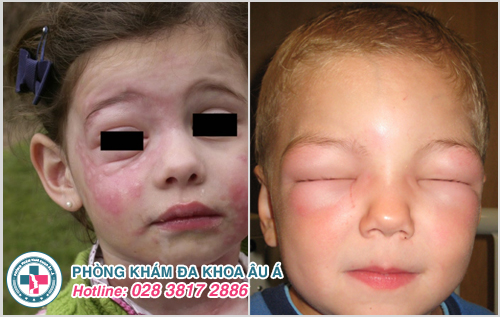 PHÒNG KHÁM ĐA KHOA ÂU Á
Hotline: 028 3817 2886